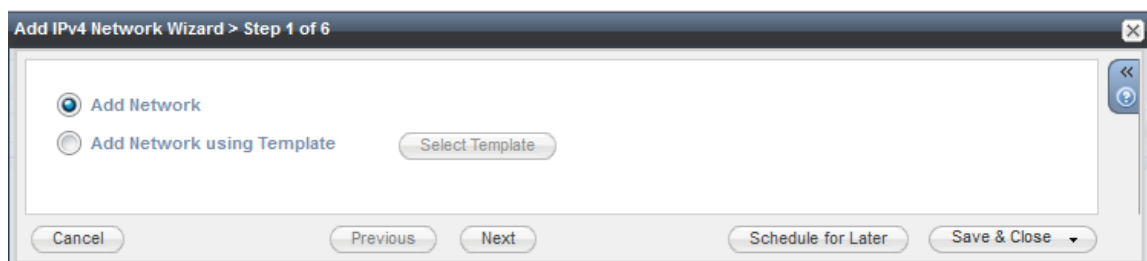 Add IPv4 Network Wizard > Step 1 of 6
Add Network
Add Network using Template Select Template
Cancel Previous Next Schedule for Later Save & Close